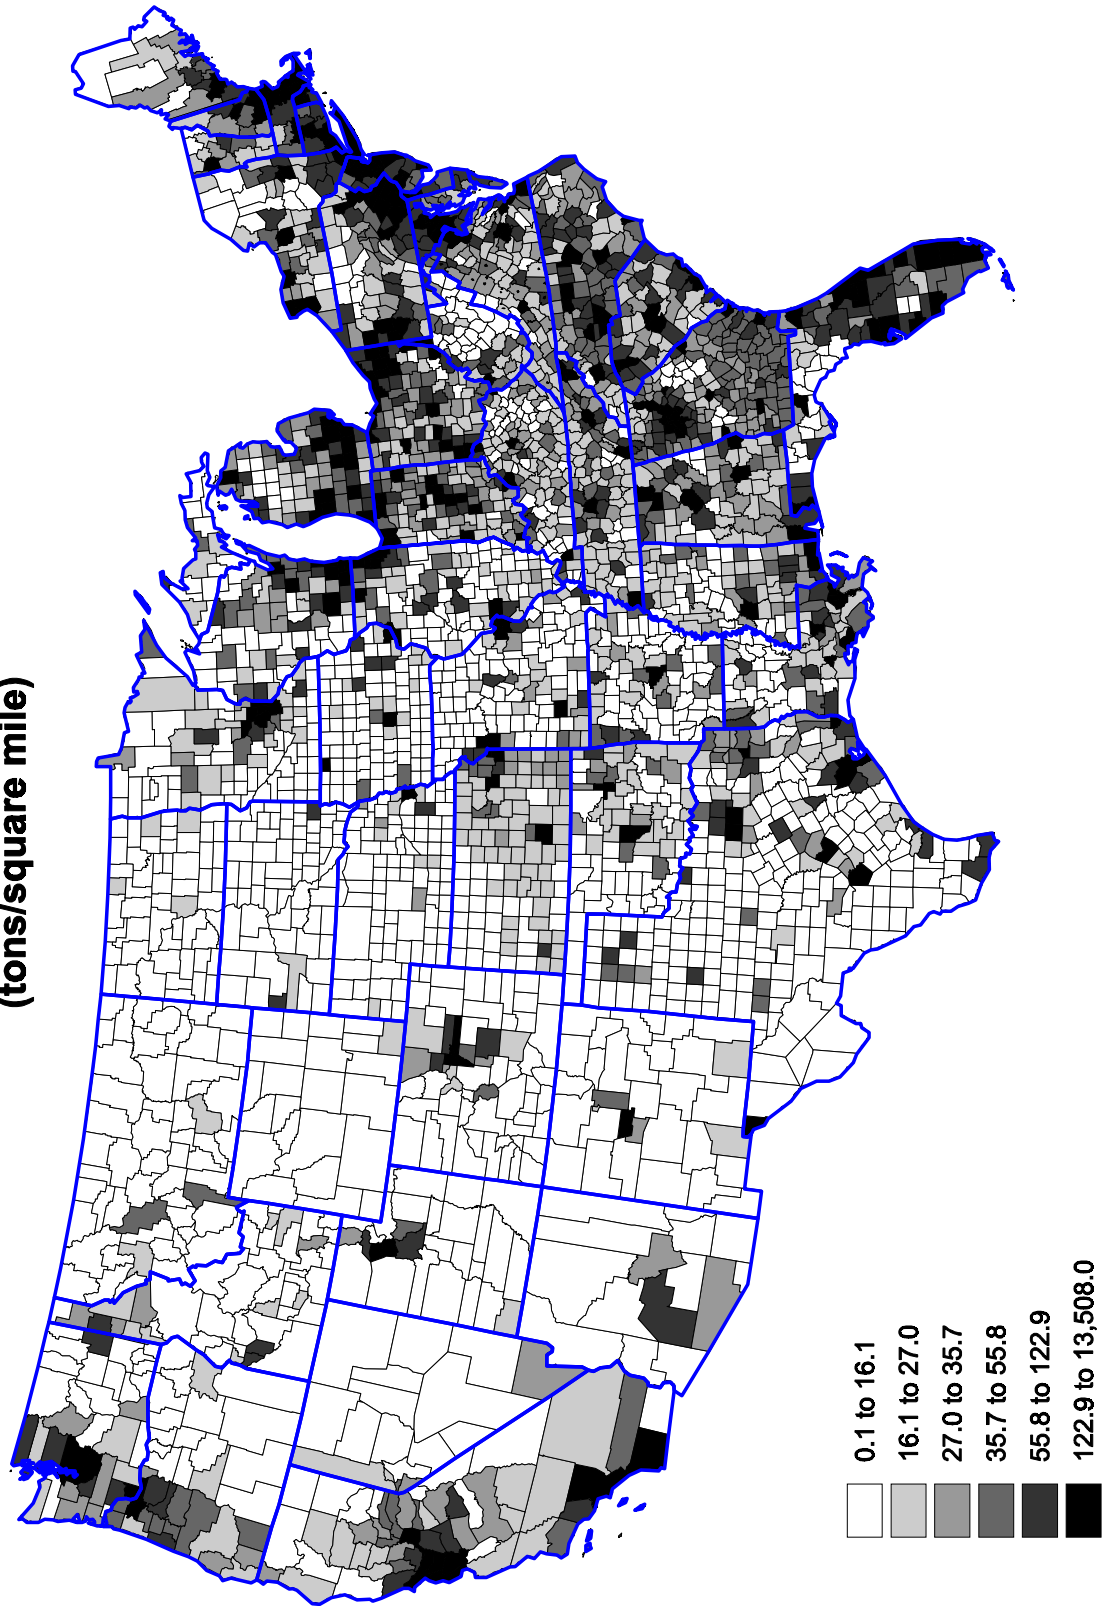 (tons/square mile)
0.1 to 16.1
16.1 to 27.0
27.0 to 35.7
35.7 to 55.8
55.8 to 122.9
122.9 to 13,508.0